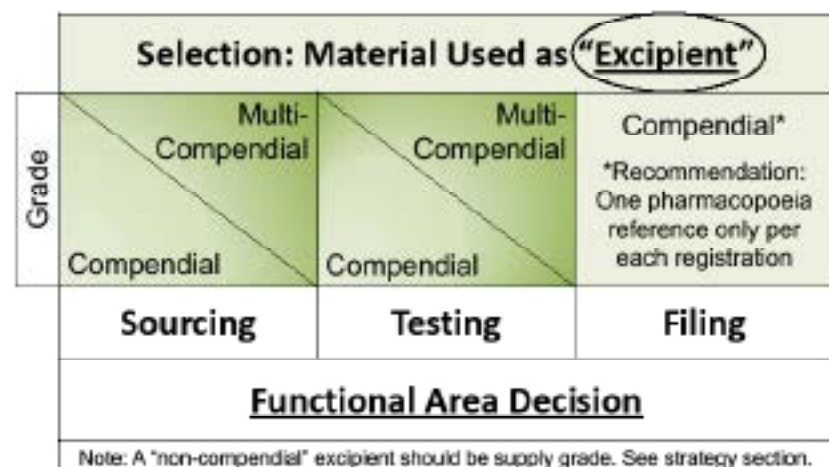 Selection: Material Used as "Excipient"
Grade
Multi-
Compendial
Compendial
Multi-
Compendial
Compendial
Compendial*
*Recommendation:
One pharmacopoeia
reference only per
each registration
Sourcing
Testing
Filing
Functional Area Decision
Note: A "non-compendial" excipient should be supply grade. See strategy section.